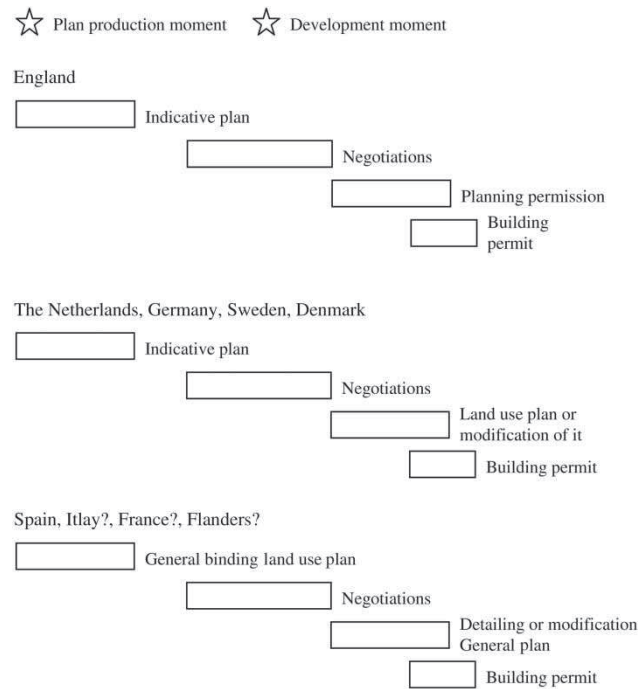 Plan production moment Development moment
England
Indicative plan
Negotiations
Planning permission
Building
permit
The Netherlands, Germany, Sweden, Denmark
Indicative plan
Negotiations
Land use plan or
modification of it
Building permit
Spain, Itlay?, France?, Flanders?
General binding land use plan
Negotiations
Detailing or modification
General plan
Building permit